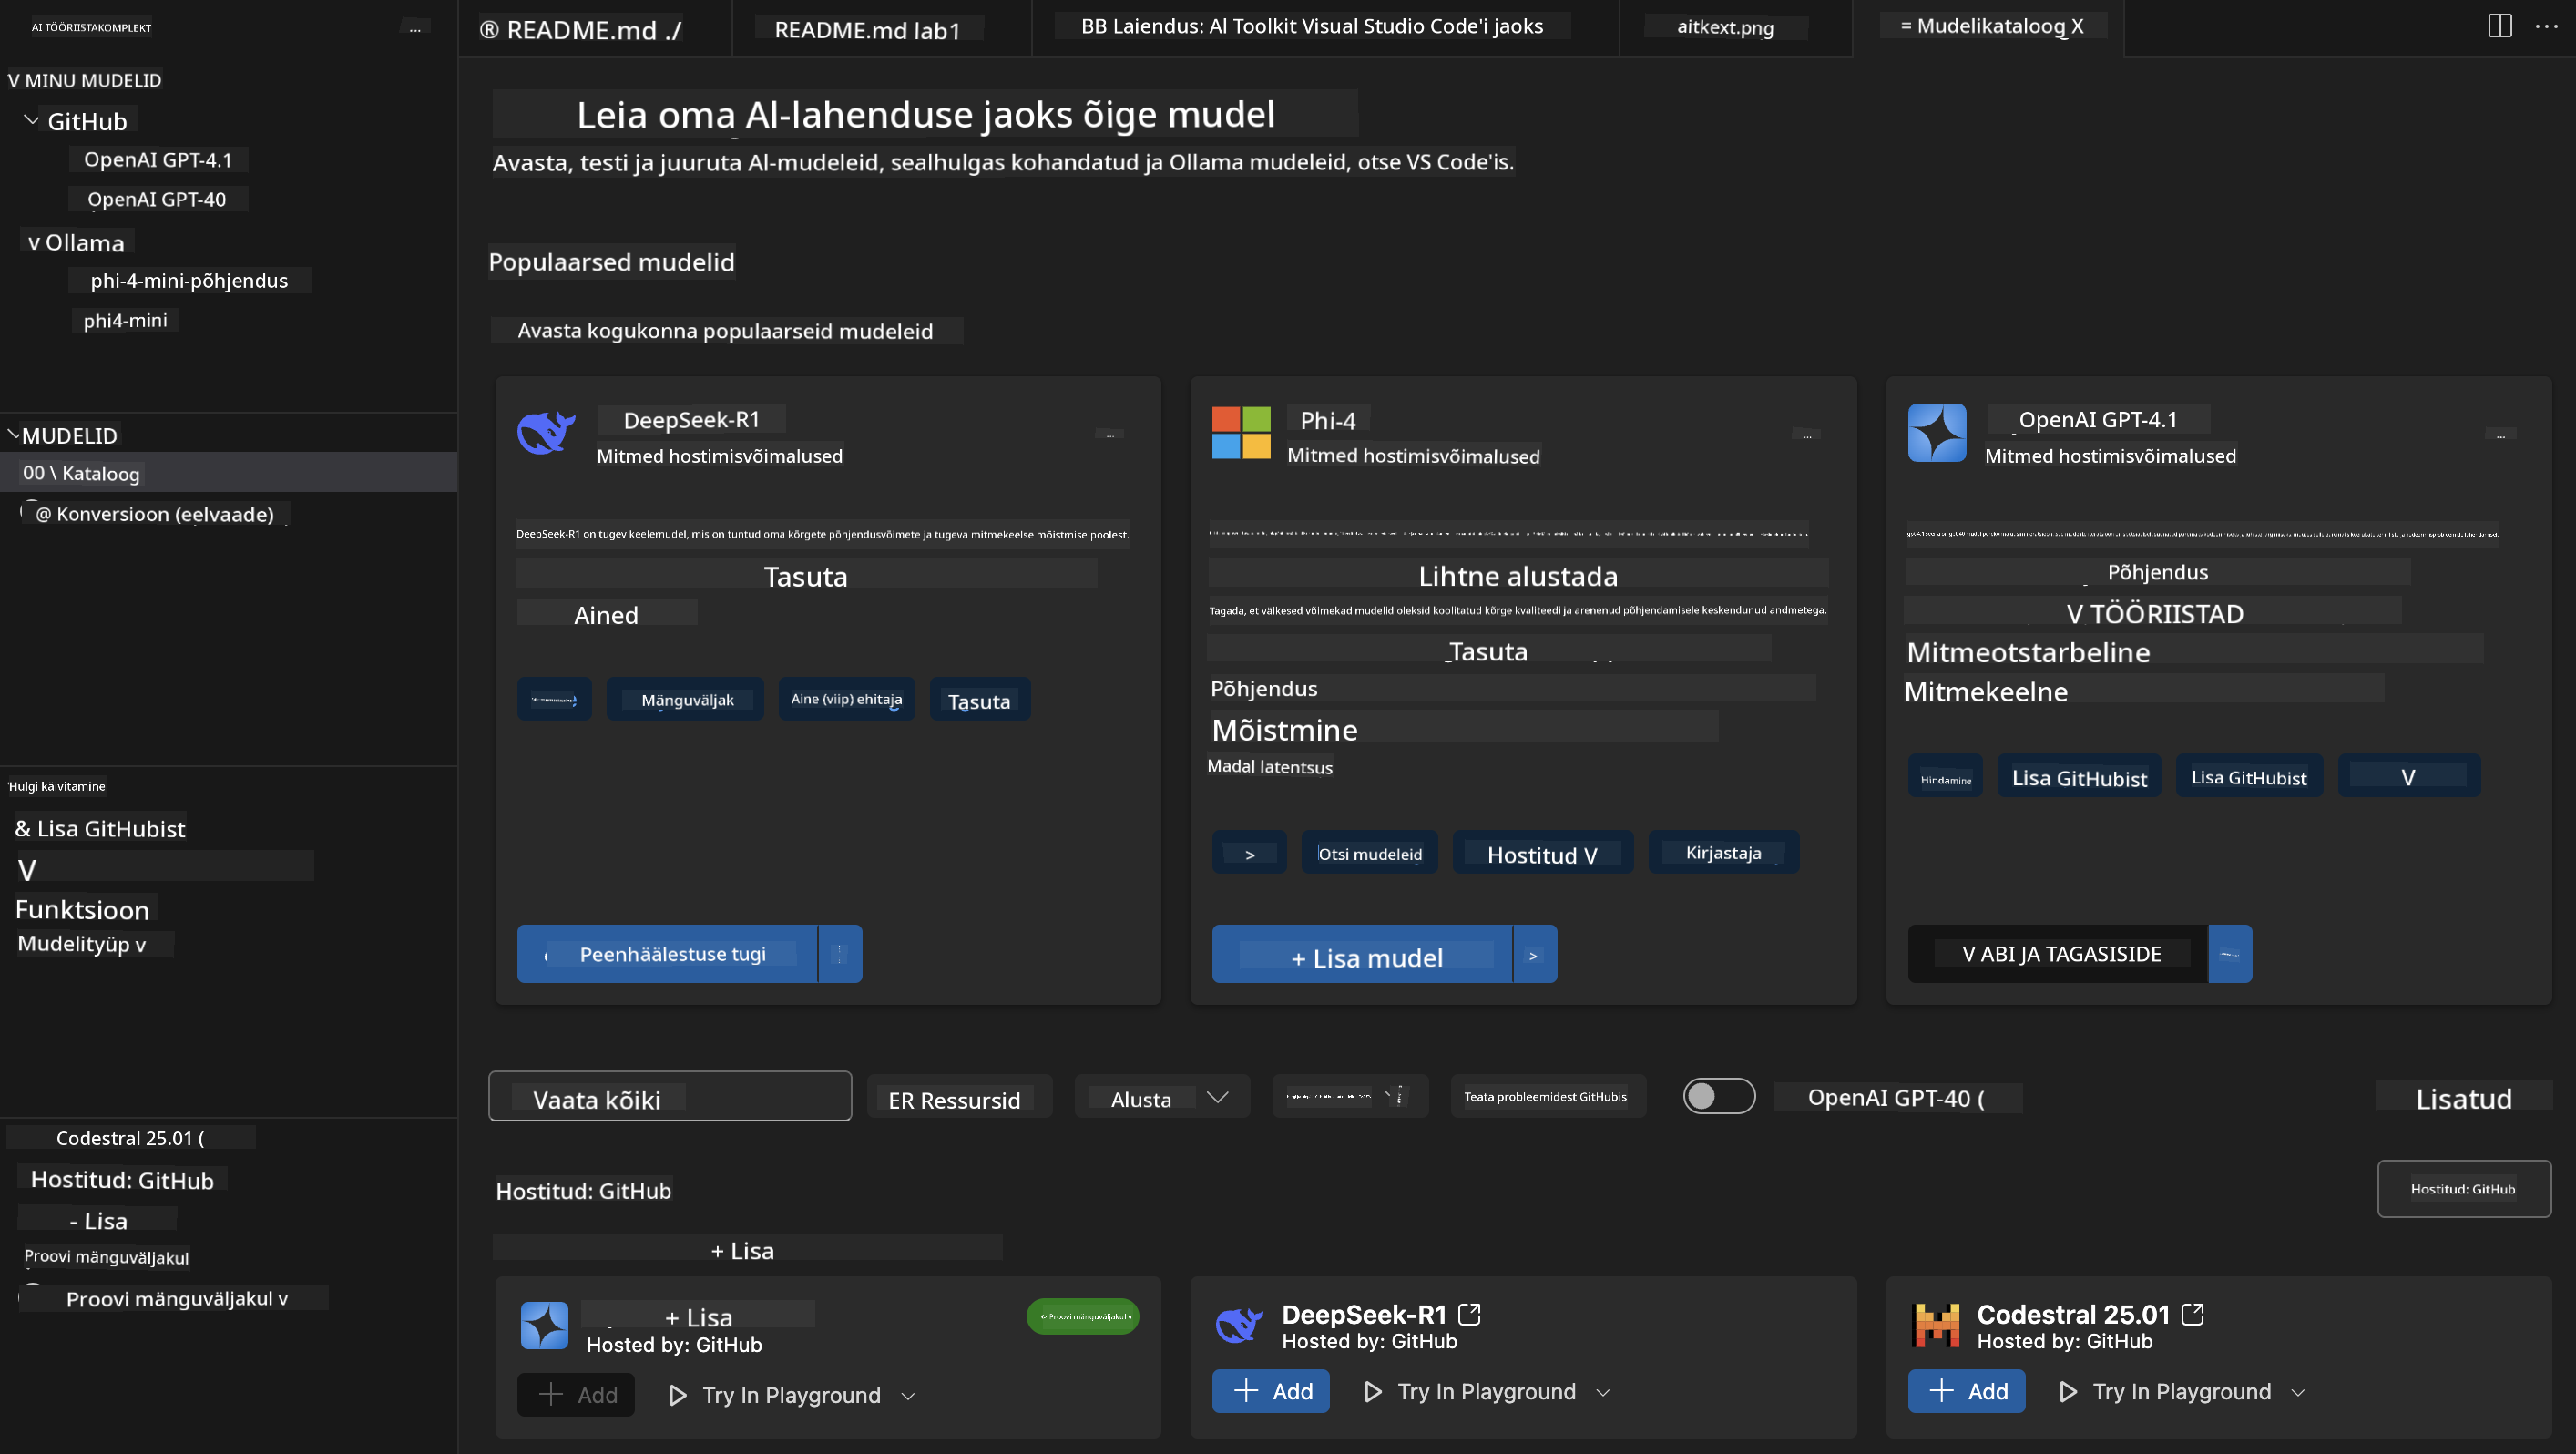 AI TÖÖRIISTAKOMPLEKT
...
® README.md ./
README.md lab1
BB Laiendus: Al Toolkit Visual Studio Code'i jaoks
aitkext.png
= Mudelikataloog X
V MINU MUDELID
GitHub
OpenAI GPT-4.1
OpenAI GPT-40
v Ollama
phi-4-mini-põhjendus
phi4-mini
MUDELID
00 \ Kataloog
@ Konversioon (eelvaade)
'Hulgi käivitamine
& Lisa GitHubist
V
Funktsioon
Mudelityüp v
Codestral 25.01 (
Hostitud: GitHub
- Lisa
Proovi mänguväljakul
Proovi mänguväljakul v
Leia oma Al-lahenduse jaoks õige mudel
Avasta, testi ja juuruta Al-mudeleid, sealhulgas kohandatud ja Ollama mudeleid, otse VS Code'is.
Populaarsed mudelid
Avasta kogukonna populaarseid mudeleid
DeepSeek-R1
...
Mitmed hostimisvõimalused
DeepSeek-R1 on tugev keelemudel, mis on tuntud oma kõrgete põhjendusvõimete ja tugeva mitmekeelse mõistmise poolest.
Tasuta
Ained
Mänguväljak
Aine (viip) ehitaja
Tasuta
Peenhäälestuse tugi
Phi-4
...
Mitmed hostimisvõimalused
Lihtne alustada
Tagada, et väikesed võimekad mudelid oleksid koolitatud kõrge kvaliteedi ja arenenud põhjendamisele keskendunud andmetega.
Tasuta
Põhjendus
Mõistmine
Madal latentsus
>
Otsi mudeleid
Hostitud V
Kirjastaja
+ Lisa mudel
>
OpenAI GPT-4.1
...
Mitmed hostimisvõimalused
Põhjendus
V TÖÖRIISTAD
Mitmeotstarbeline
Mitmekeelne
Hindamine
Lisa GitHubist
Lisa GitHubist
V
V ABI JA TAGASISIDE
Vaata kõiki
ER Ressursid
Alusta
Teata probleemidest GitHubis
OpenAI GPT-40 (
Lisatud
Hostitud: GitHub
Hostitud: GitHub
+ Lisa
+ Lisa
Proovi mänguväljakul v
Hosted by: GitHub
Add
Try In Playground
DeepSeek-R1
Hosted by: GitHub
Add
Try In Playground
Codestral 25.01
Hosted by: GitHub
Add
Try In Playground